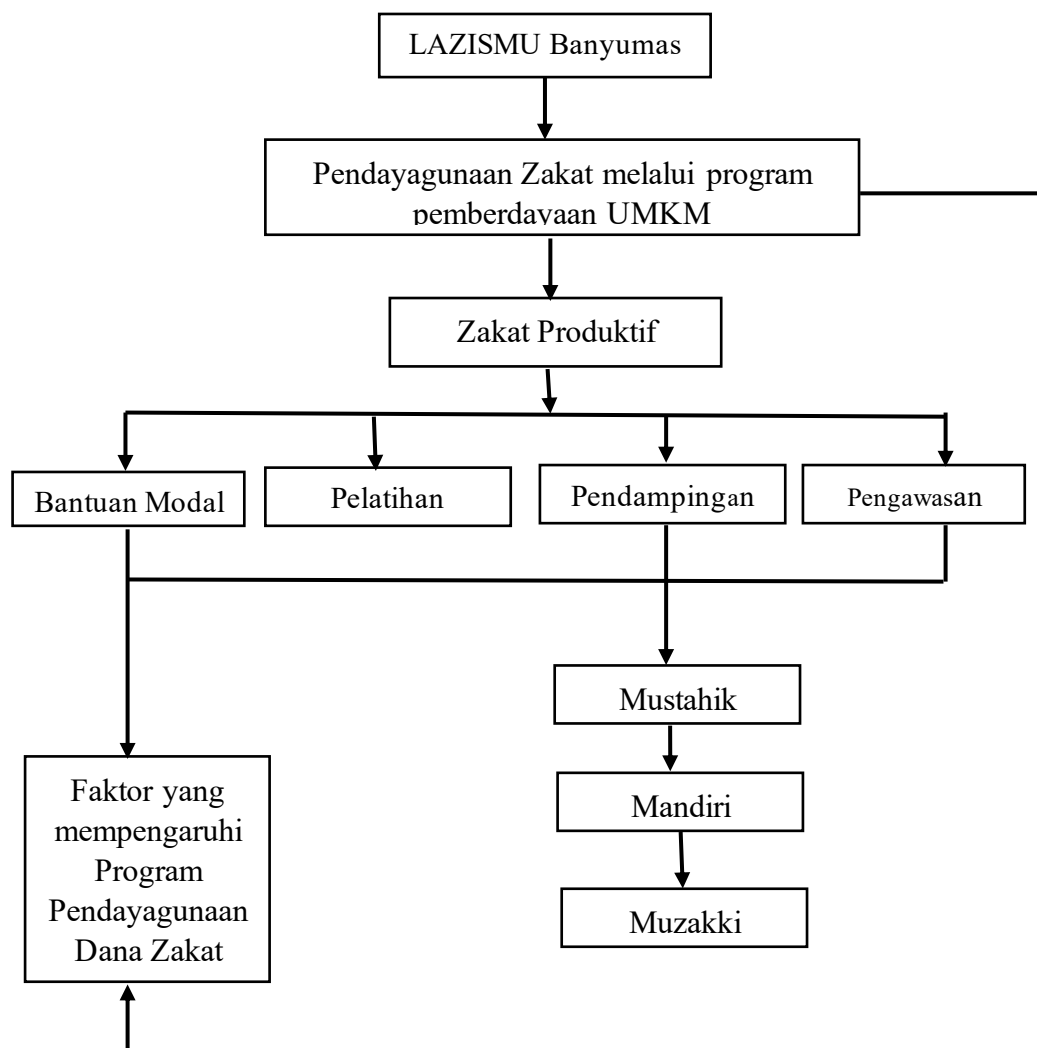 LAZISMU Banyumas
Pendayagunaan Zakat melalui program
pemberdayaan UMKM
Zakat Produktif
Bantuan Modal
Pelatihan
Pendampingan
Pengawasan
Mustahik
Mandiri
Muzakki
Faktor yang
mempengaruhi
Program
Pendayagunaan
Dana Zakat